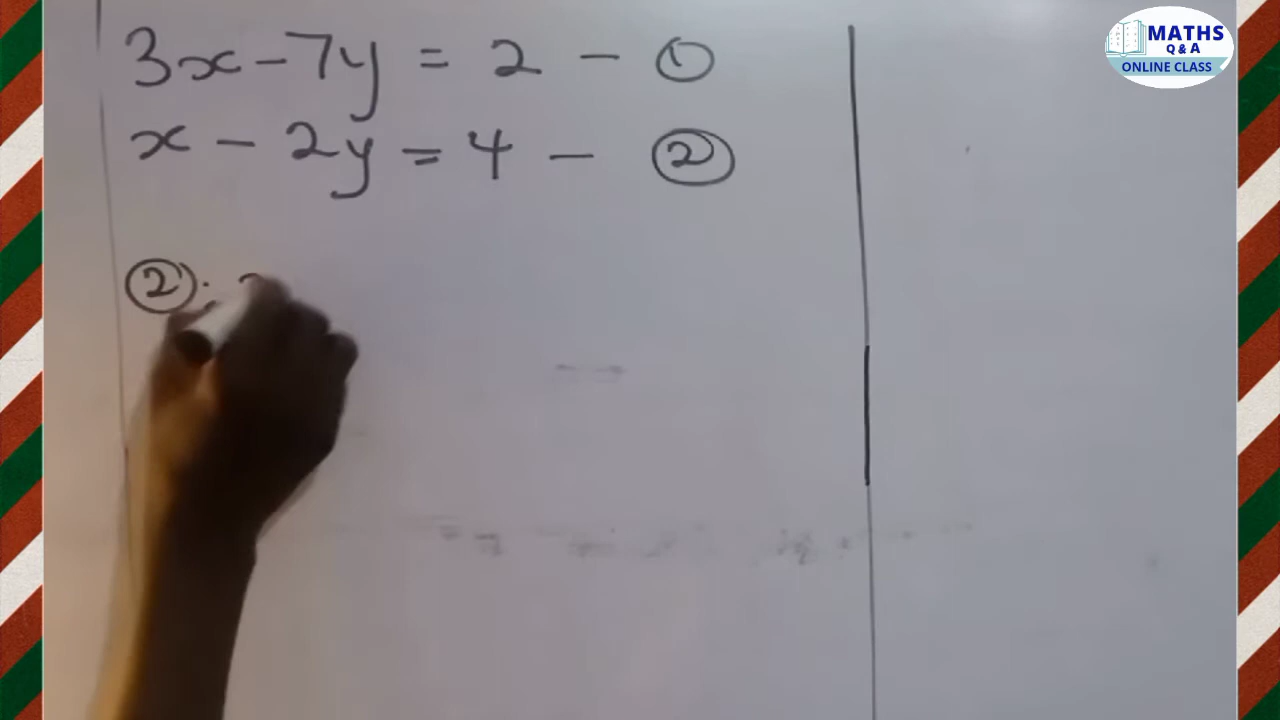 3x - 7y = 2 - ①
x - 2y = 4 - ②
②:
MATHS
Q & A
ONLINE CLASS